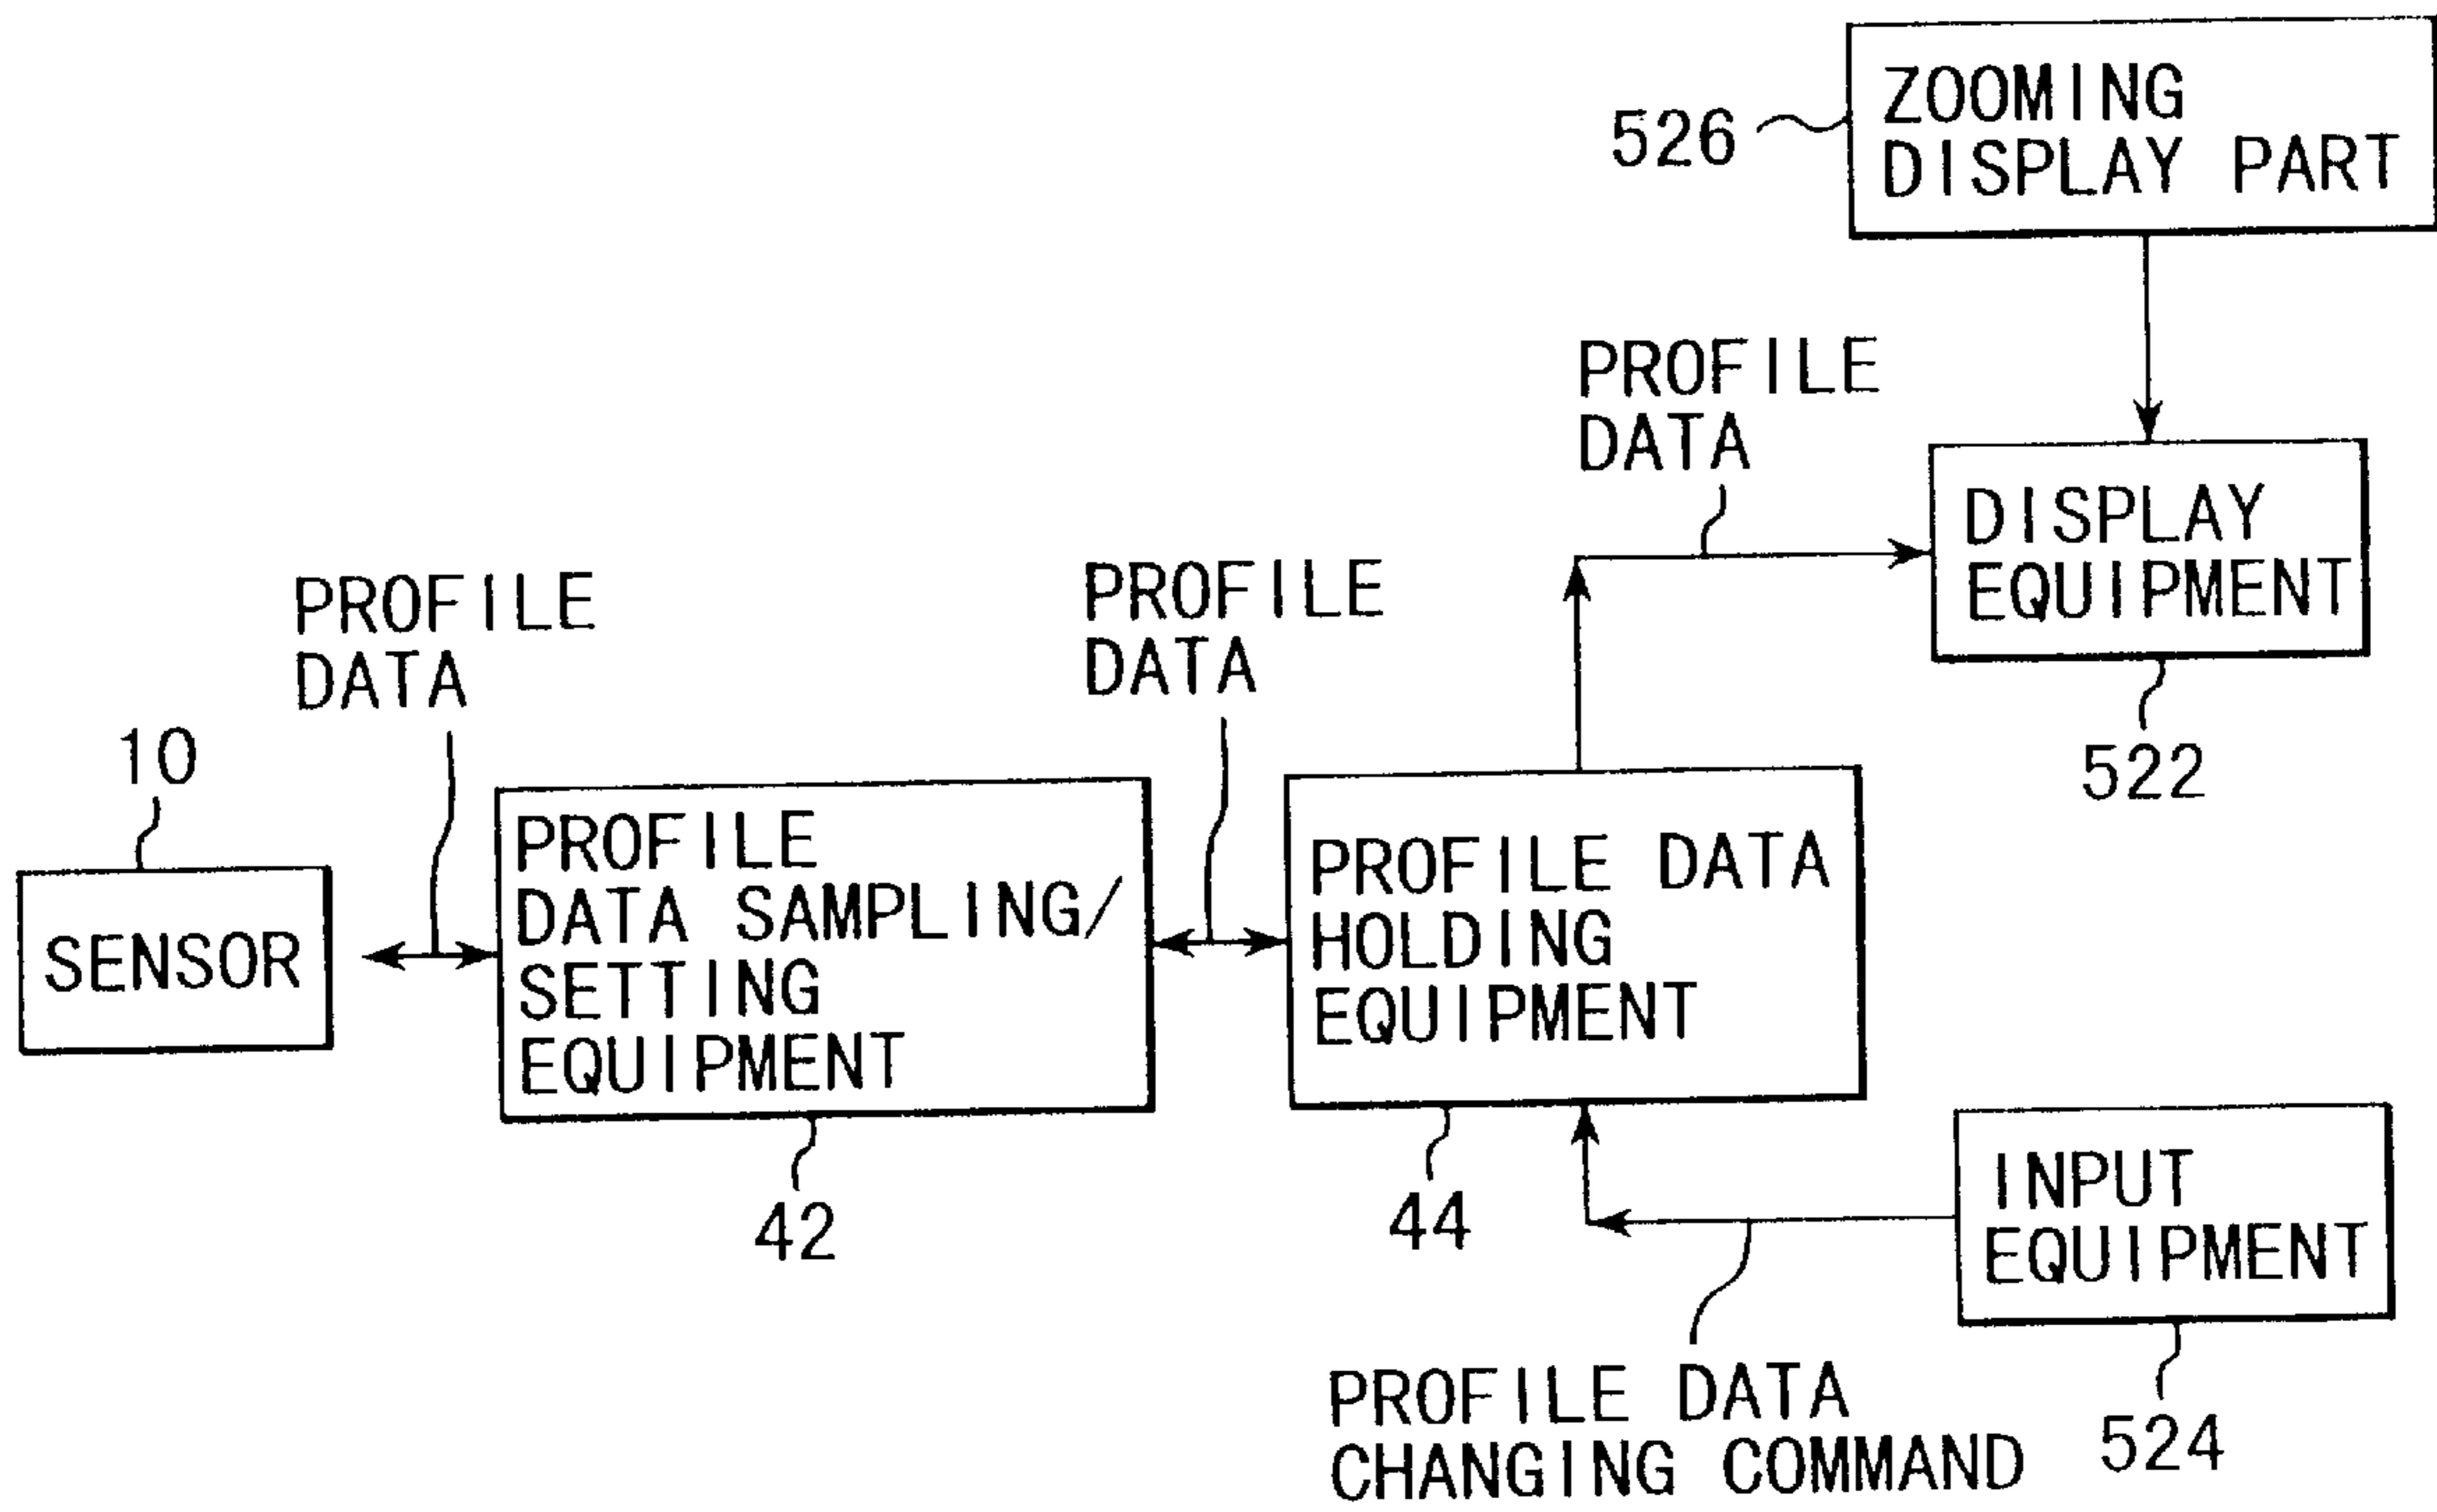 ZOOMING
DISPLAY PART
526
PROFILE
DATA
DISPLAY
EQUIPMENT
522
PROFILE
DATA
PROFILE
DATA
10
SENSOR
PROFILE
DATA SAMPLING/
SETTING
EQUIPMENT
42
PROFILE DATA
HOLDING
EQUIPMENT
44
INPUT
EQUIPMENT
524
PROFILE DATA
CHANGING COMMAND